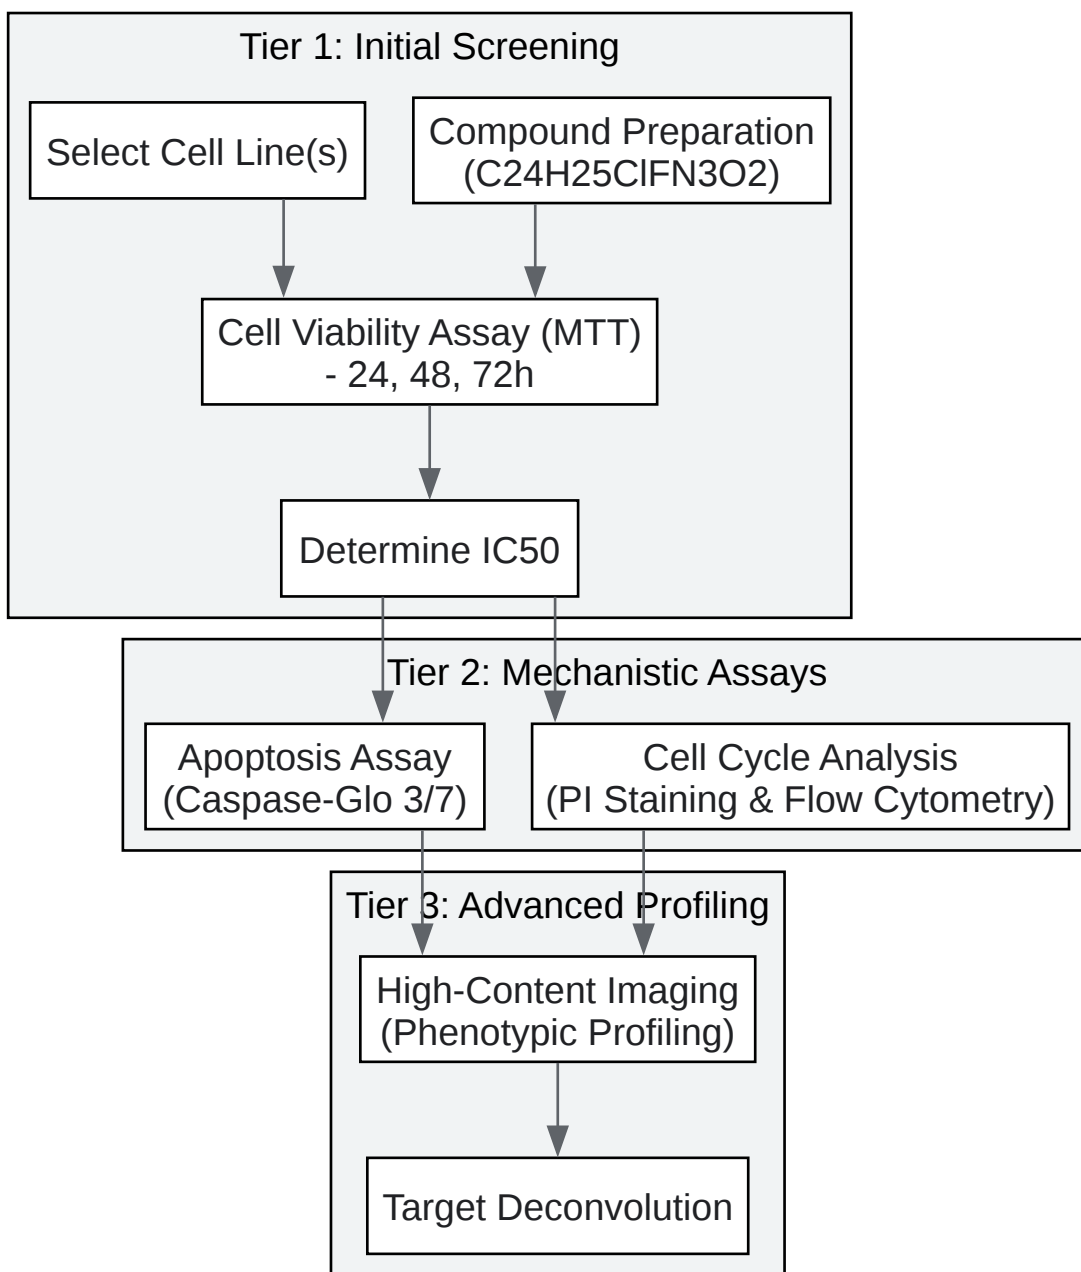 Tier 1: Initial Screening
Select Cell Line(s)
Compound Preparation
(C24H25ClFN3O2)
Cell Viability Assay (MTT)
- 24, 48, 72h
Determine IC50
Tier 2: Mechanistic Assays
Apoptosis Assay
(Caspase-Glo 3/7)
Cell Cycle Analysis
(PI Staining & Flow Cytometry)
Tier 3: Advanced Profiling
High-Content Imaging
(Phenotypic Profiling)
Target Deconvolution